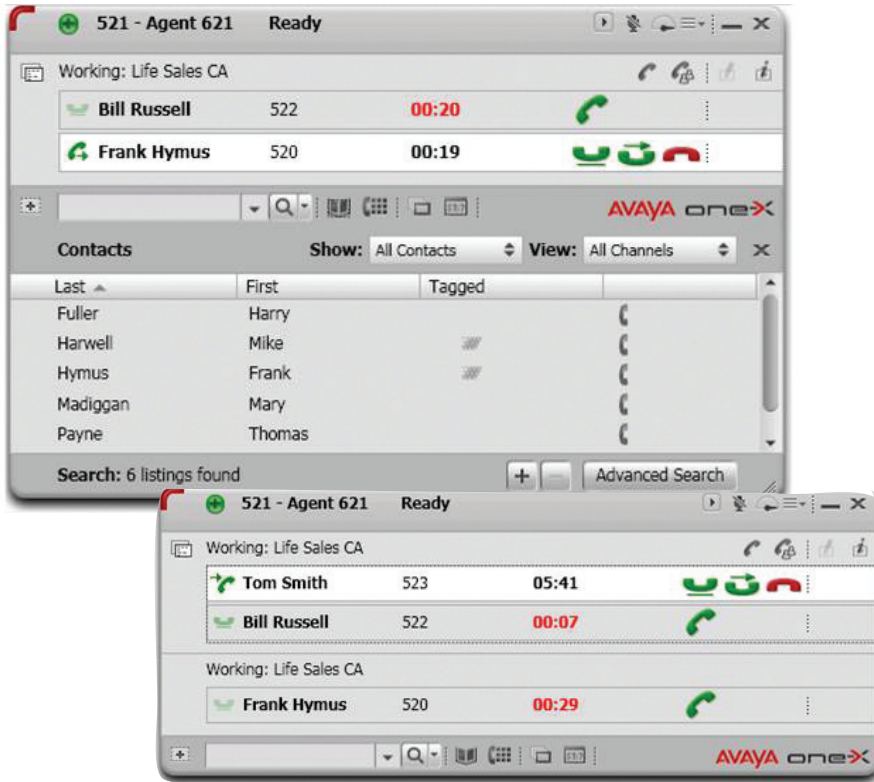 521 - Agent 621 Ready
Working: Life Sales CA
Bill Russell 522 00:20
Frank Hymus 520 00:19
AVAYA one-X
Contacts Show: All Contacts View: All Channels
Last First Tagged
Fuller Harry
Harwell Mike
Hymus Frank
Madiggan Mary
Payne Thomas
Search: 6 listings found Advanced Search
521 - Agent 621 Ready
Working: Life Sales CA
Tom Smith 523 05:41
Bill Russell 522 00:07
Working: Life Sales CA
Frank Hymus 520 00:29
AVAYA one-X